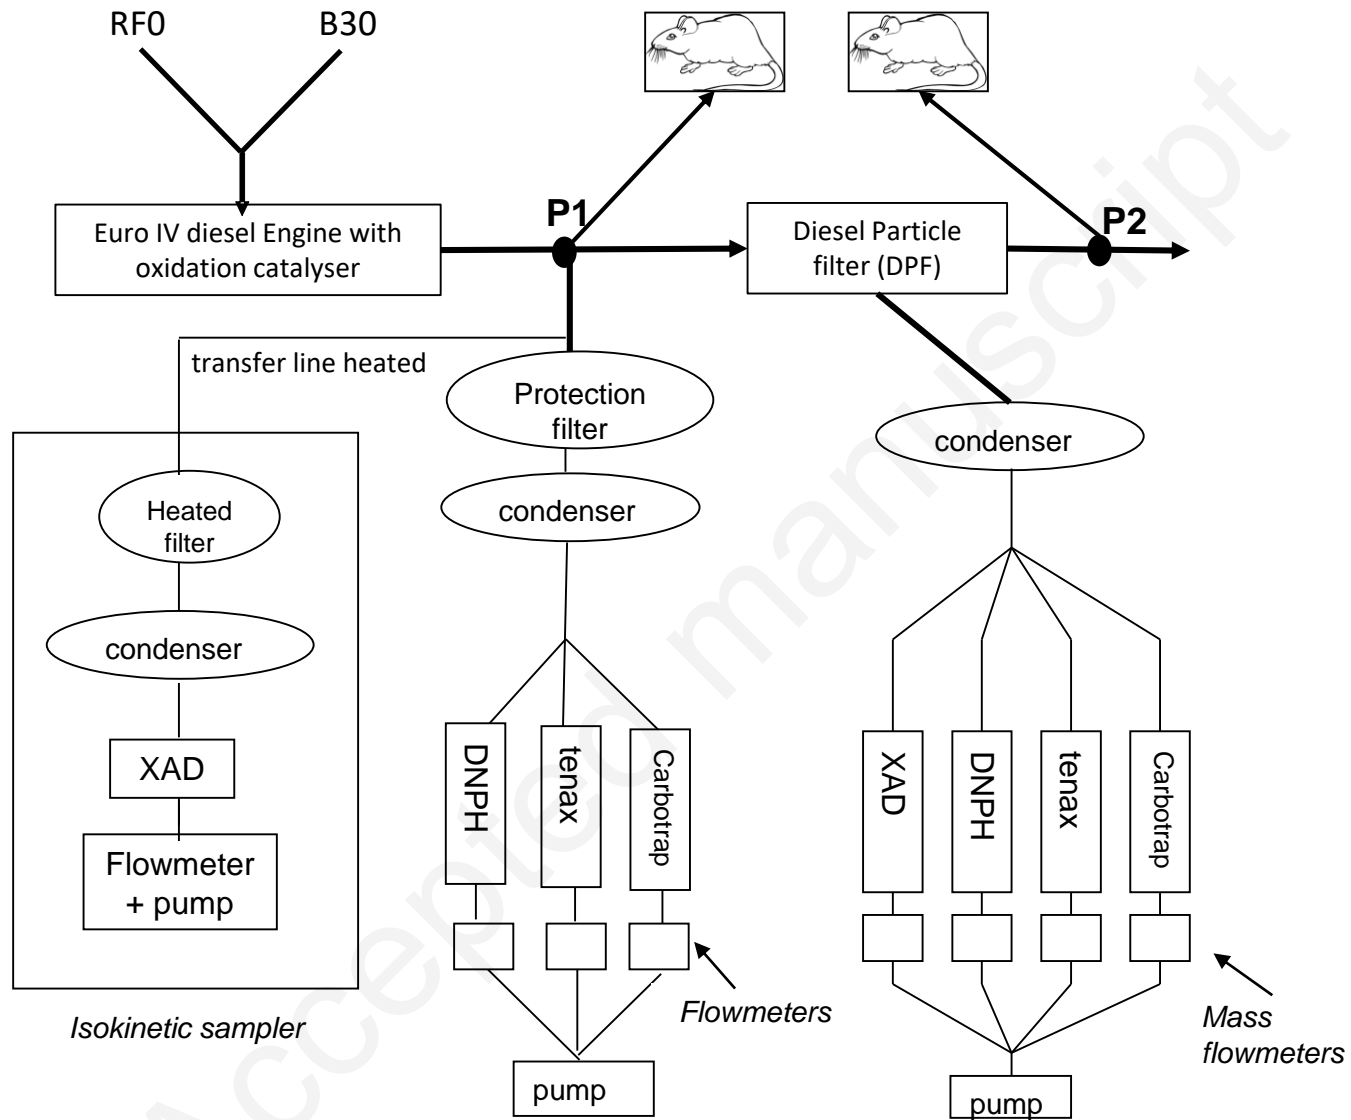 RF0
B30
Euro IV diesel Engine with
oxidation catalyser
P1
Diesel Particle
filter (DPF)
P2
transfer line heated
Protection
filter
condenser
Heated
filter
condenser
XAD
Flowmeter
+ pump
Isokinetic sampler
condenser
DNPH
tenax
Carbotrap
Flowmeters
pump
XAD
DNPH
tenax
Carbotrap
Mass
flowmeters
pump
Accepted manuscript